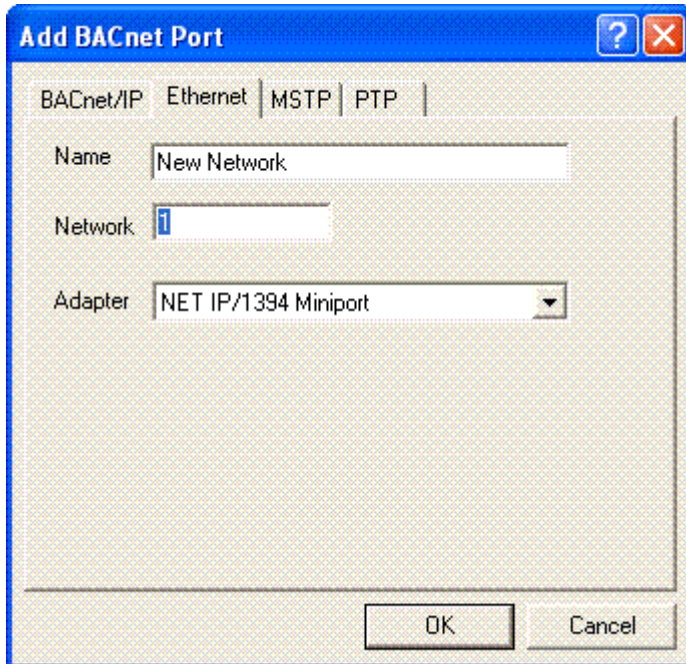 Add BACnet Port
BACnet/IP Ethernet MSTP PTP
Name New Network
Network 1
Adapter NET IP/1394 Miniport
OK Cancel